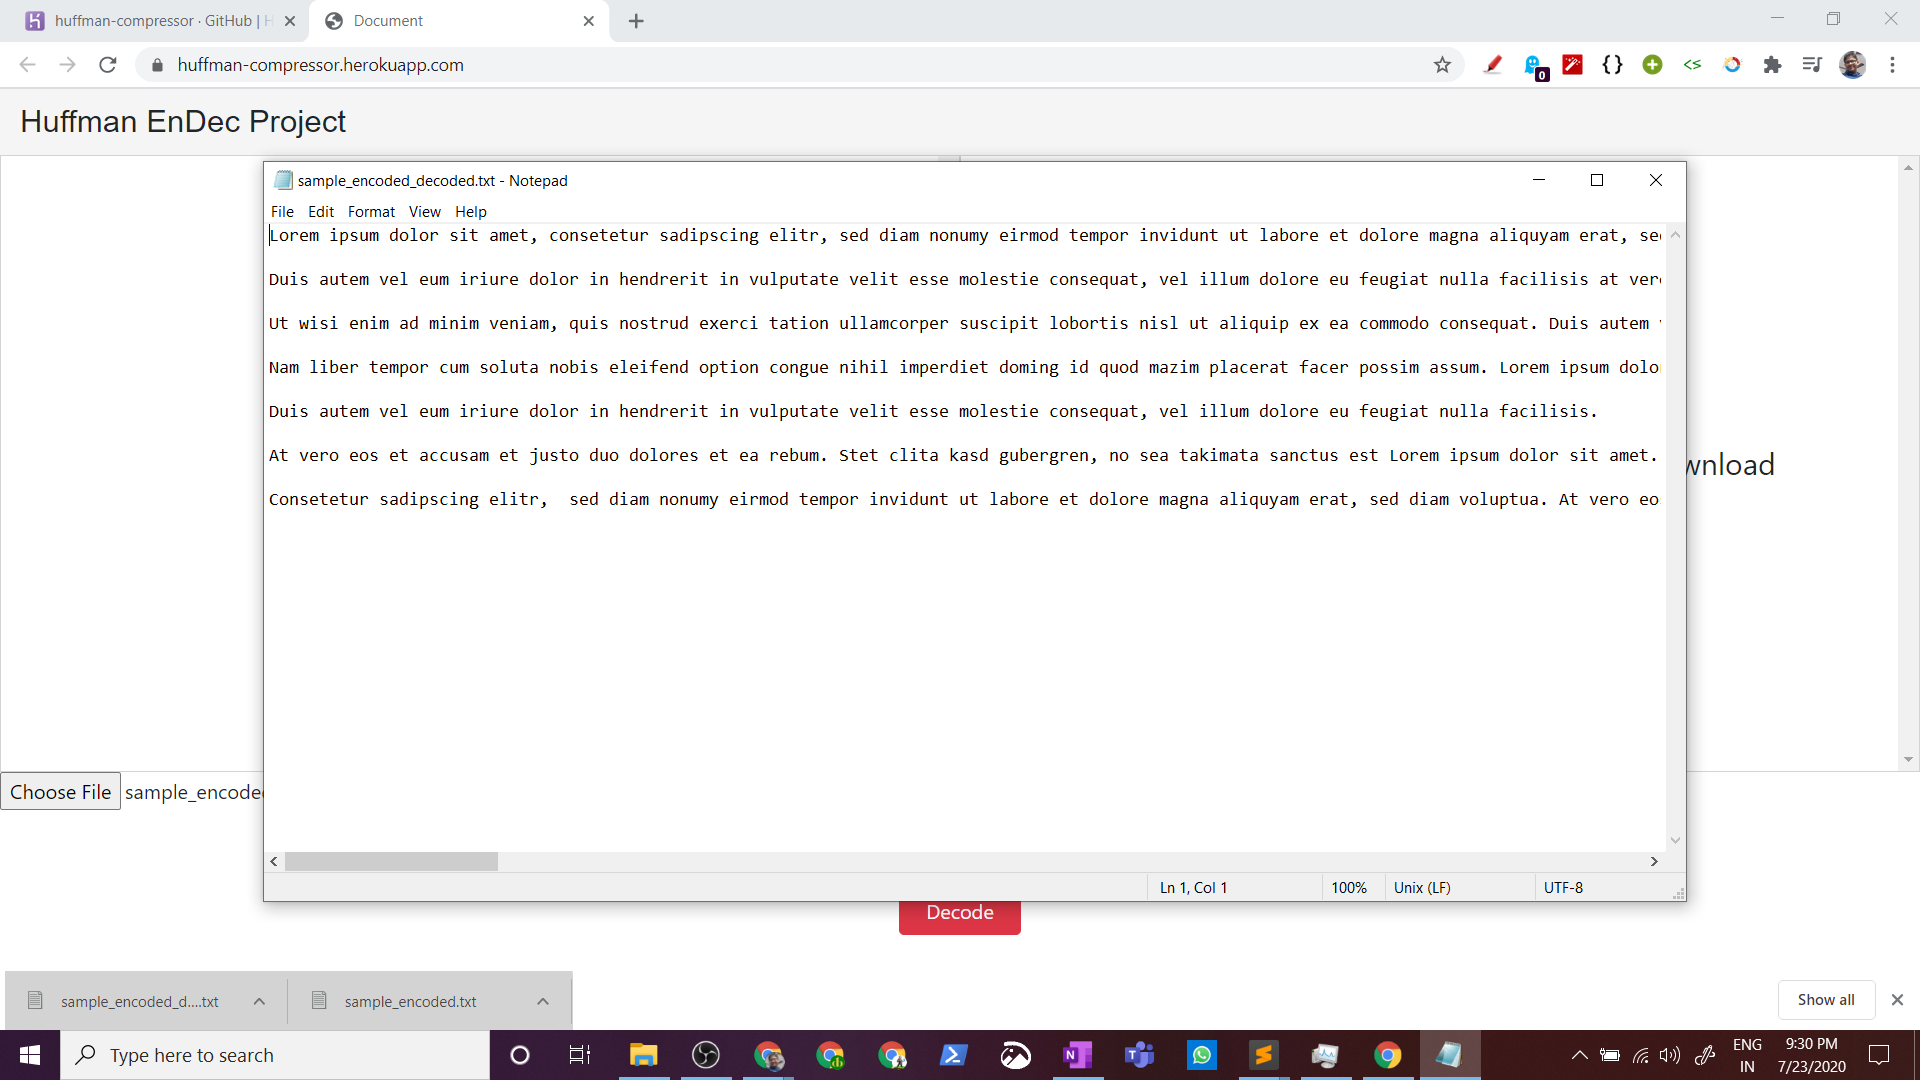 huffman-compressor · GitHub | H
Document
huffman-compressor.herokuapp.com
0
Huffman EnDec Project
sample_encoded_decoded.txt - Notepad
File Edit Format View Help
Lorem ipsum dolor sit amet, consetetur sadipscing elitr, sed diam nonumy eirmod tempor invidunt ut labore et dolore magna aliquyam erat, se
Duis autem vel eum iriure dolor in hendrerit in vulputate velit esse molestie consequat, vel illum dolore eu feugiat nulla facilisis at ver
Ut wisi enim ad minim veniam, quis nostrud exerci tation ullamcorper suscipit lobortis nisl ut aliquip ex ea commodo consequat. Duis autem
Nam liber tempor cum soluta nobis eleifend option congue nihil imperdiet doming id quod mazim placerat facer possim assum. Lorem ipsum dolo
Duis autem vel eum iriure dolor in hendrerit in vulputate velit esse molestie consequat, vel illum dolore eu feugiat nulla facilisis.
At vero eos et accusam et justo duo dolores et ea rebum. Stet clita kasd gubergren, no sea takimata sanctus est Lorem ipsum dolor sit amet.
wnload
Consetetur sadipscing elitr,  sed diam nonumy eirmod tempor invidunt ut labore et dolore magna aliquyam erat, sed diam voluptua. At vero eo
Choose File sample_encoded
Ln 1, Col 1 100% Unix (LF) UTF-8
Decode
sample_encoded_d....txt
sample_encoded.txt
Show all
Type here to search
ENG
IN
9:30 PM
7/23/2020